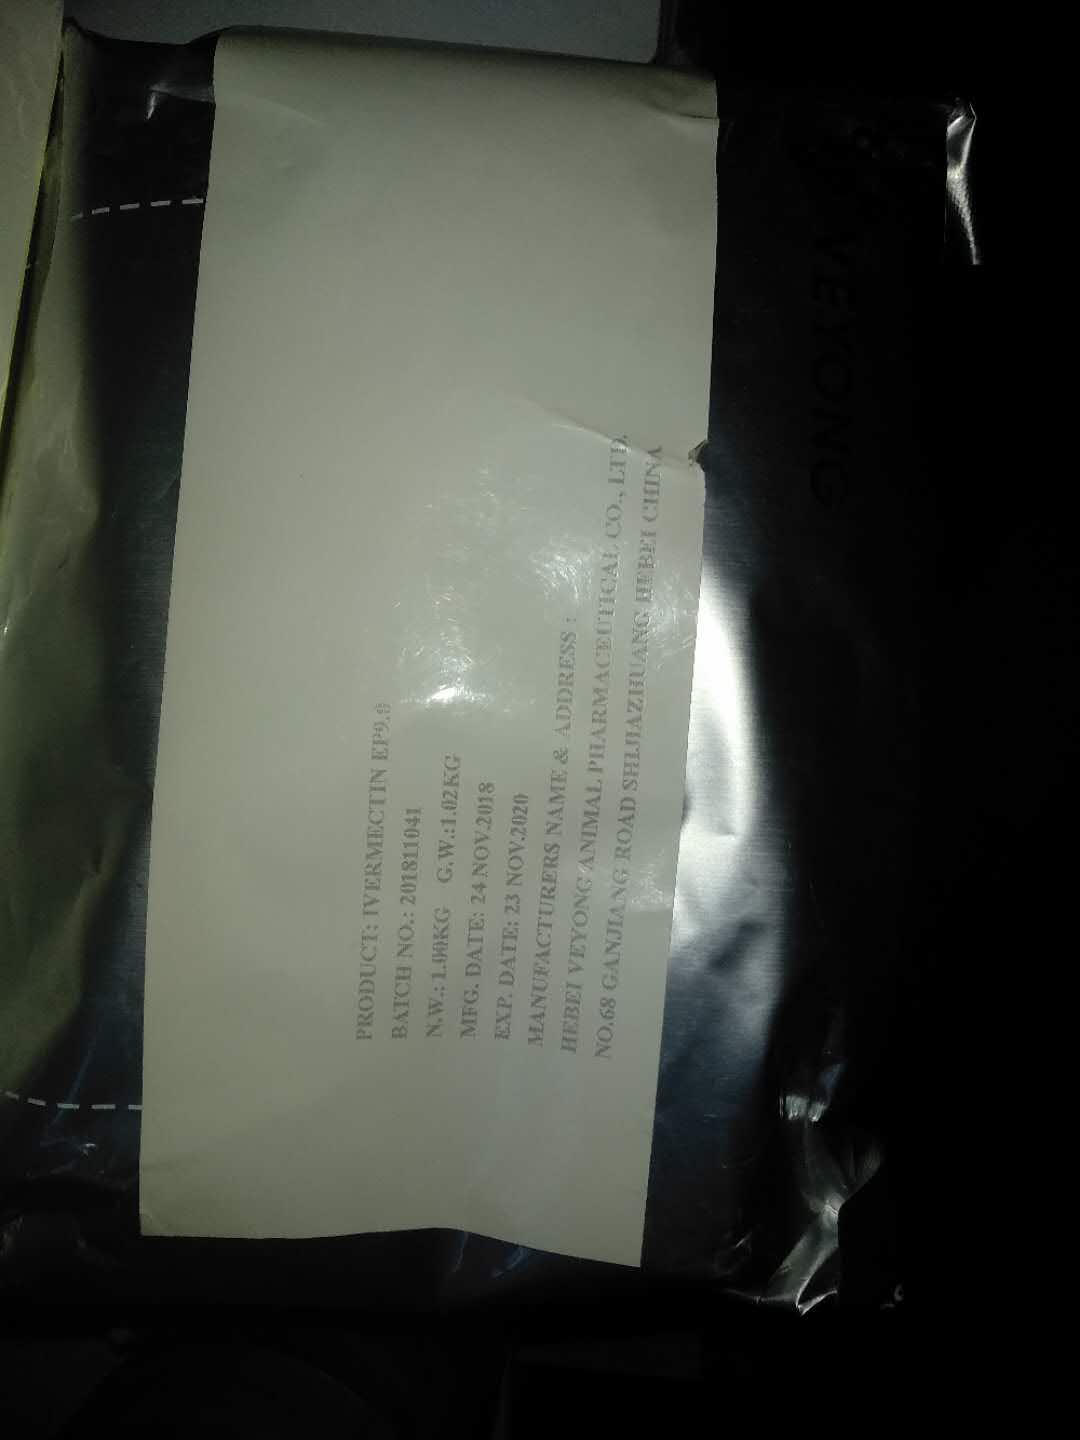 PRODUCT: IVERMECTIN EP9.0
BATCH NO.: 201811041
N.W.:1.00KG G.W.:1.02KG
MFG. DATE: 24 NOV.2018
EXP. DATE: 23 NOV.2020
MANUFACTURERS NAME & ADDRESS :
HEBEI VEYONG ANIMAL PHARMACEUTICAL CO., LTD.
NO.68 GANJIANG ROAD SHIJIAZHUANG HEBEI CHINA
VEYONG